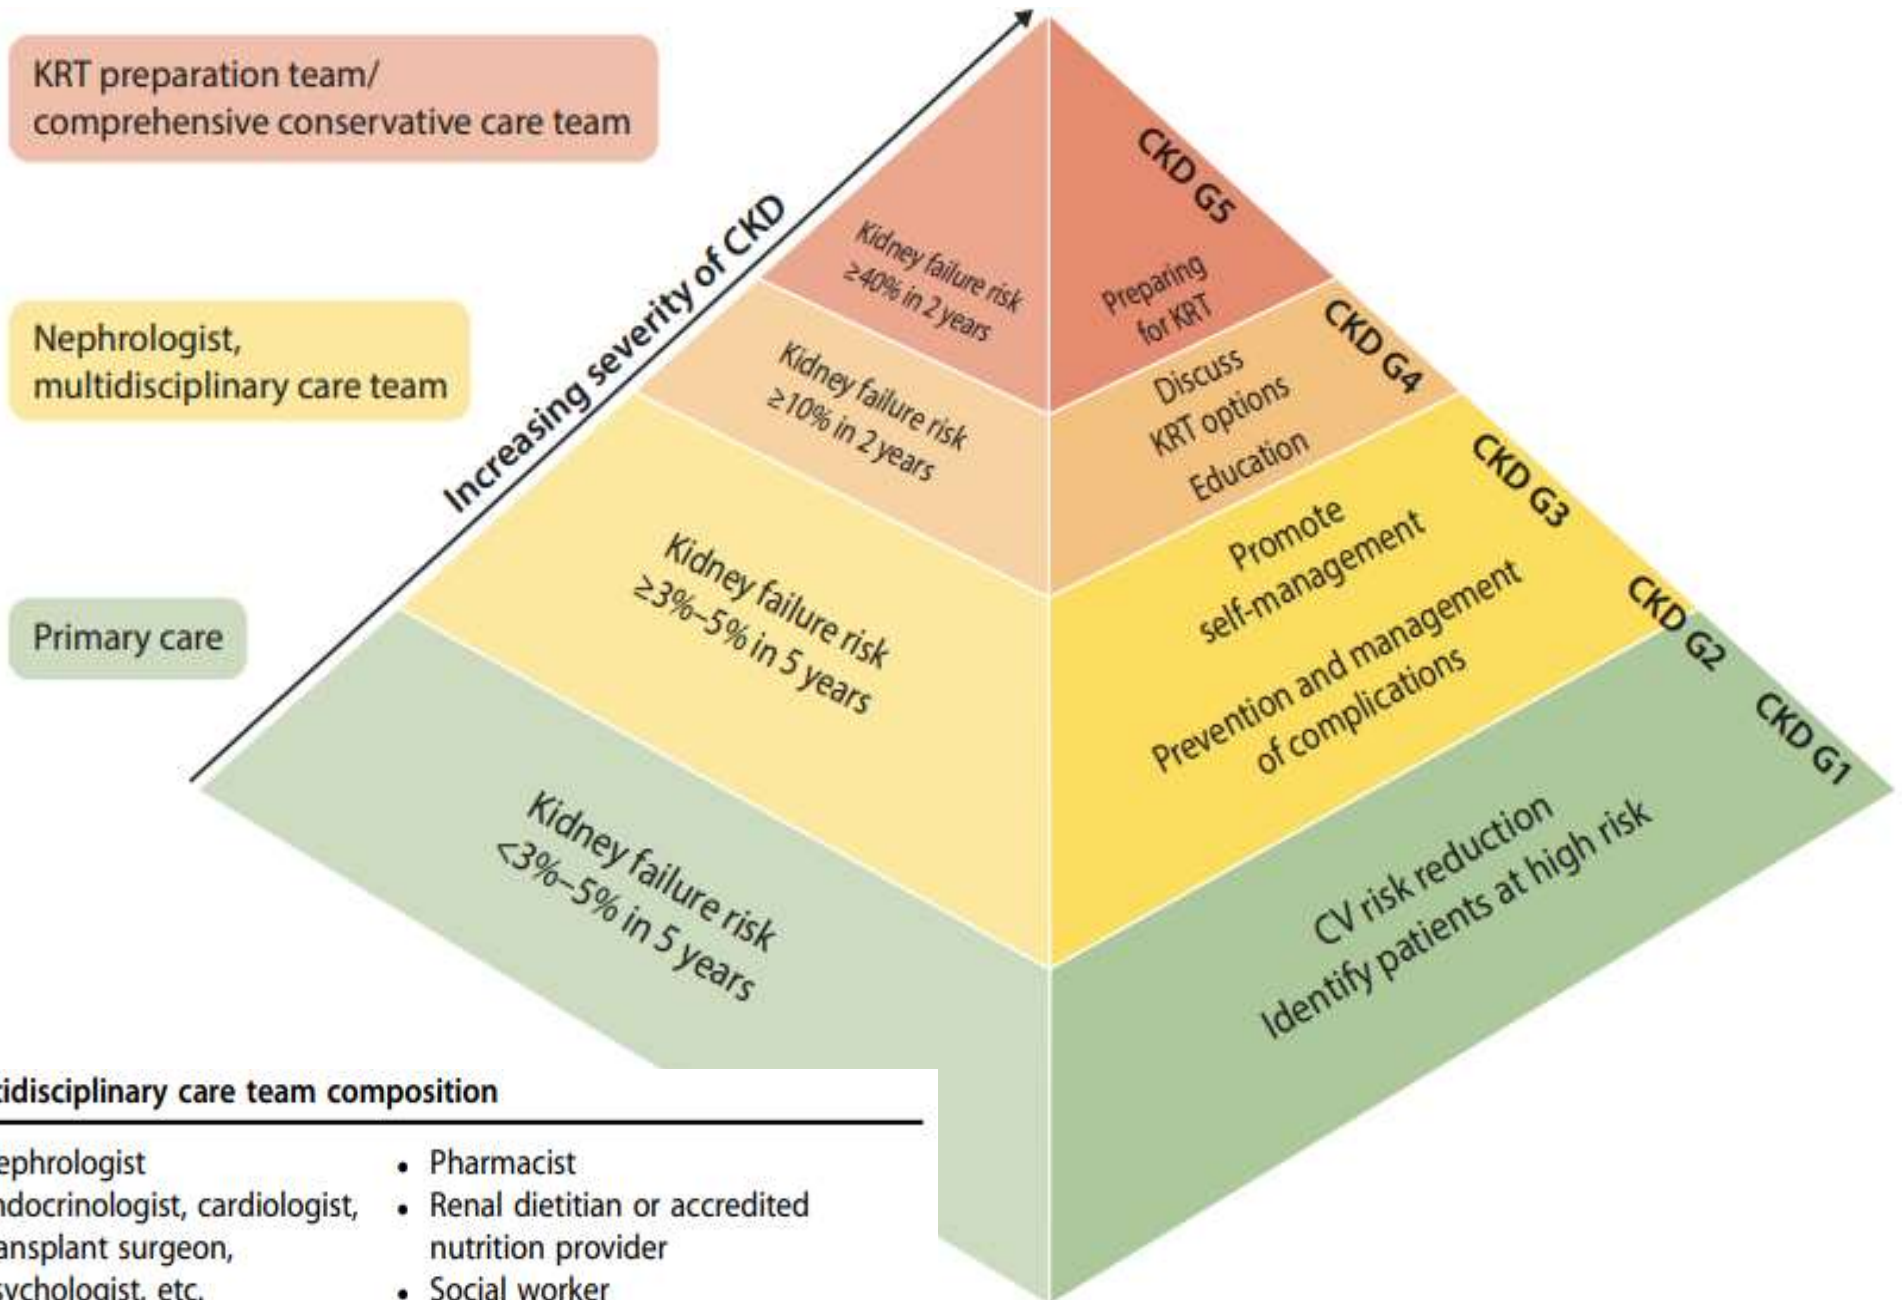 KRT preparation team/
comprehensive conservative care team
Nephrologist,
multidisciplinary care team
Primary care
Increasing severity of CKD
Kidney failure risk
≥40% in 2 years
Kidney failure risk
≥10% in 2 years
Kidney failure risk
≥3%–5% in 5 years
Kidney failure risk
<3%–5% in 5 years
CKD G5
Preparing
for KRT
CKD G4
Discuss
KRT options
Education
CKD G3
Promote
self-management
Prevention and management
of complications
CKD G2
CKD G1
CV risk reduction
Identify patients at high risk
tidisciplinary care team composition
ephrologist
ndocrinologist, cardiologist,
ansplant surgeon,
sychologist, etc.
• Pharmacist
• Renal dietitian or accredited
nutrition provider
• Social worker